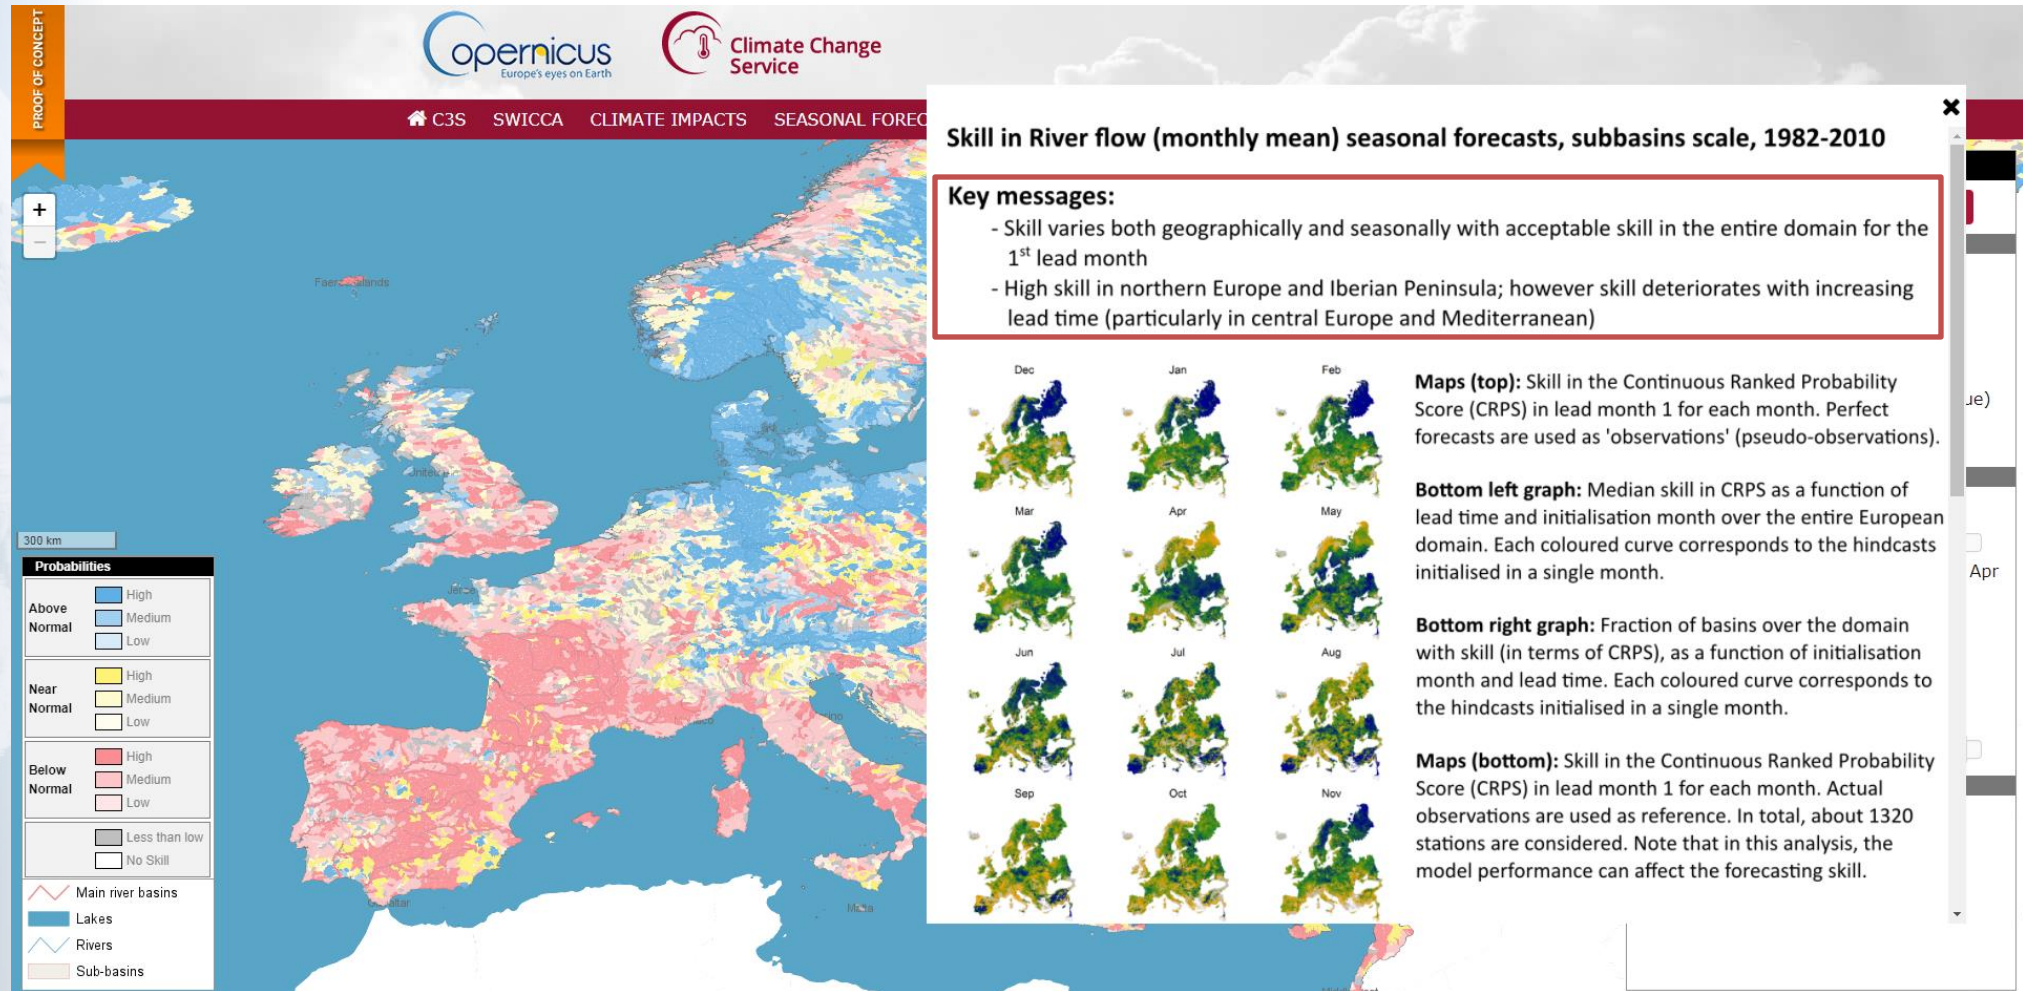 PROOF OF CONCEPT
Copernicus
Europe's eyes on Earth
Climate Change
Service
C3S SWICCA CLIMATE IMPACTS SEASONAL FOREC
+
−
Skill in River flow (monthly mean) seasonal forecasts, subbasins scale, 1982-2010
Key messages:
- Skill varies both geographically and seasonally with acceptable skill in the entire domain for the
1st lead month
- High skill in northern Europe and Iberian Peninsula; however skill deteriorates with increasing
lead time (particularly in central Europe and Mediterranean)
Dec Jan Feb
Mar Apr May
Jun Jul Aug
Sep Oct Nov
Maps (top): Skill in the Continuous Ranked Probability
Score (CRPS) in lead month 1 for each month. Perfect
forecasts are used as 'observations' (pseudo-observations).
Bottom left graph: Median skill in CRPS as a function of
lead time and initialisation month over the entire European
domain. Each coloured curve corresponds to the hindcasts
initialised in a single month.
Bottom right graph: Fraction of basins over the domain
with skill (in terms of CRPS), as a function of initialisation
month and lead time. Each coloured curve corresponds to
the hindcasts initialised in a single month.
Maps (bottom): Skill in the Continuous Ranked Probability
Score (CRPS) in lead month 1 for each month. Actual
observations are used as reference. In total, about 1320
stations are considered. Note that in this analysis, the
model performance can affect the forecasting skill.
ue)
Apr
300 km
Probabilities
Above
Normal
High
Medium
Low
Near
Normal
High
Medium
Low
Below
Normal
High
Medium
Low
Less than low
No Skill
Main river basins
Lakes
Rivers
Sub-basins
Malta